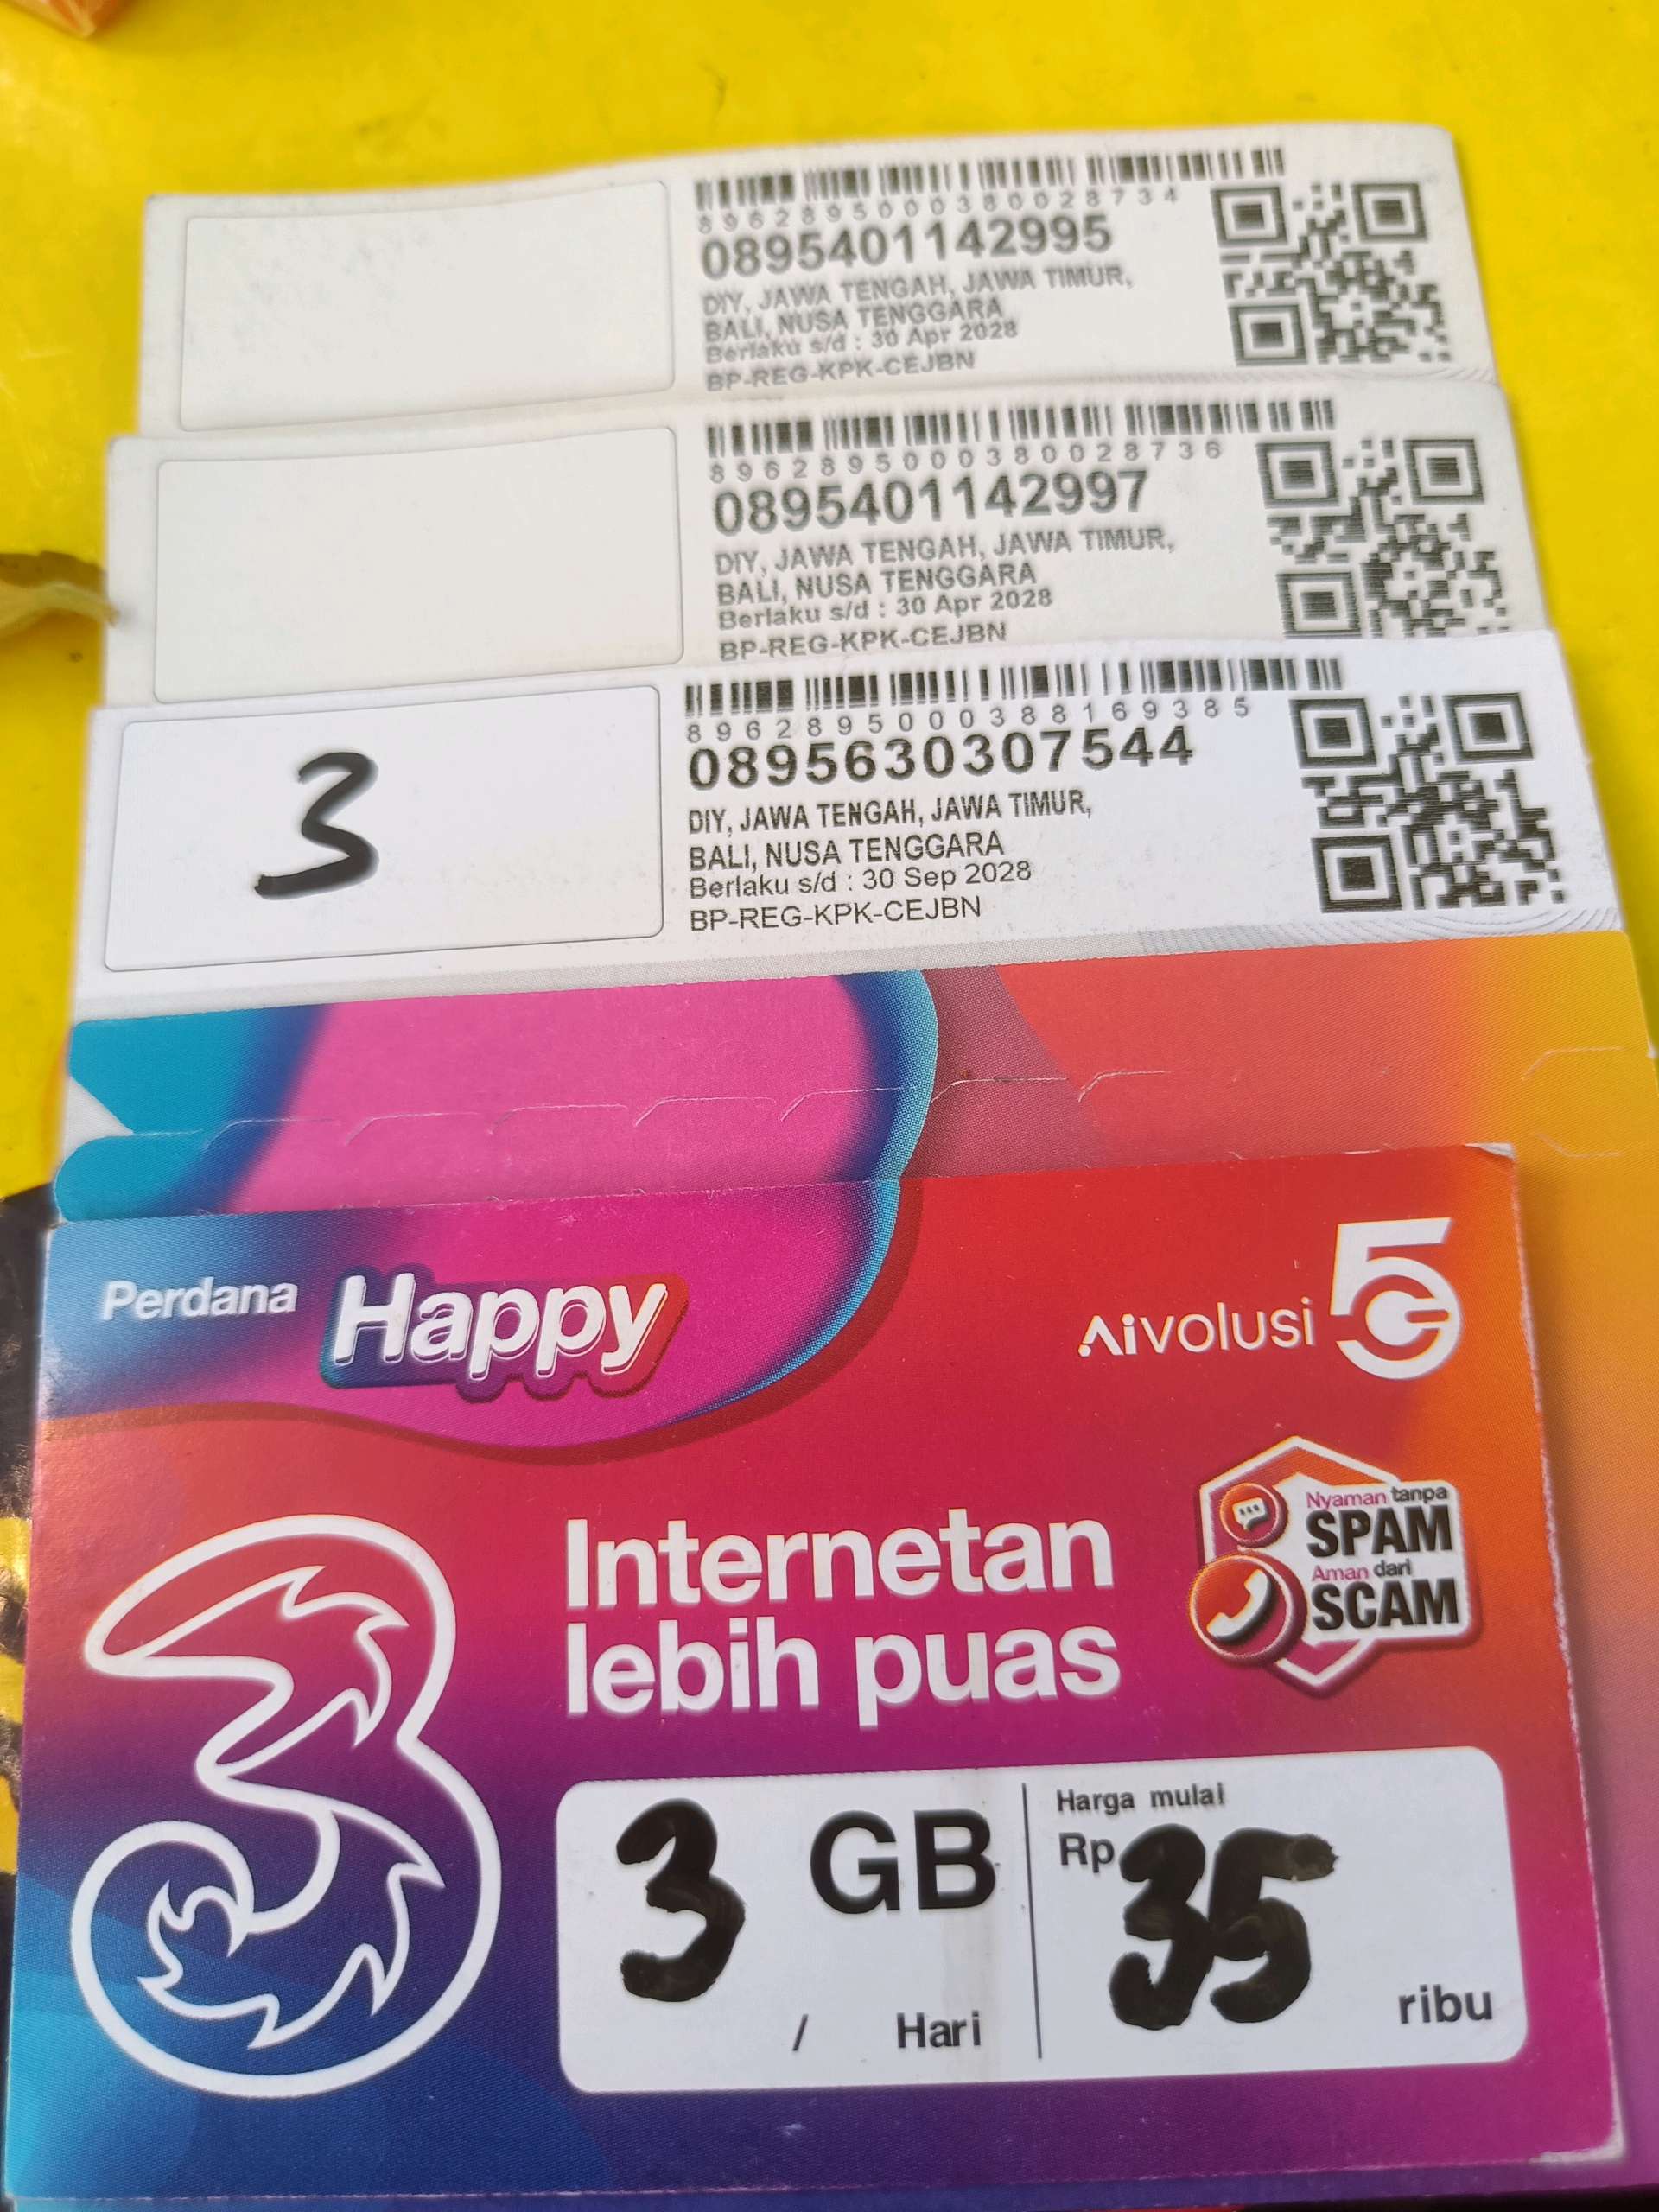 8962895000380028734
0895401142995
DIY, JAWA TENGAH, JAWA TIMUR,
BALI, NUSA TENGGARA
Berlaku s/d : 30 Apr 2028
BP-REG-KPK-CEJBN
8962895000380028736
0895401142997
DIY, JAWA TENGAH, JAWA TIMUR,
BALI, NUSA TENGGARA
Berlaku s/d : 30 Apr 2028
BP-REG-KPK-CEJBN
3
8962895000388169385
0895630307544
DIY, JAWA TENGAH, JAWA TIMUR,
BALI, NUSA TENGGARA
Berlaku s/d : 30 Sep 2028
BP-REG-KPK-CEJBN
Perdana Happy
Aivolusi 5G
3
Internetan
lebih puas
Nyaman tanpa
SPAM
Aman dari
SCAM
3 GB
/ Hari
Harga mulai
Rp 35
ribu